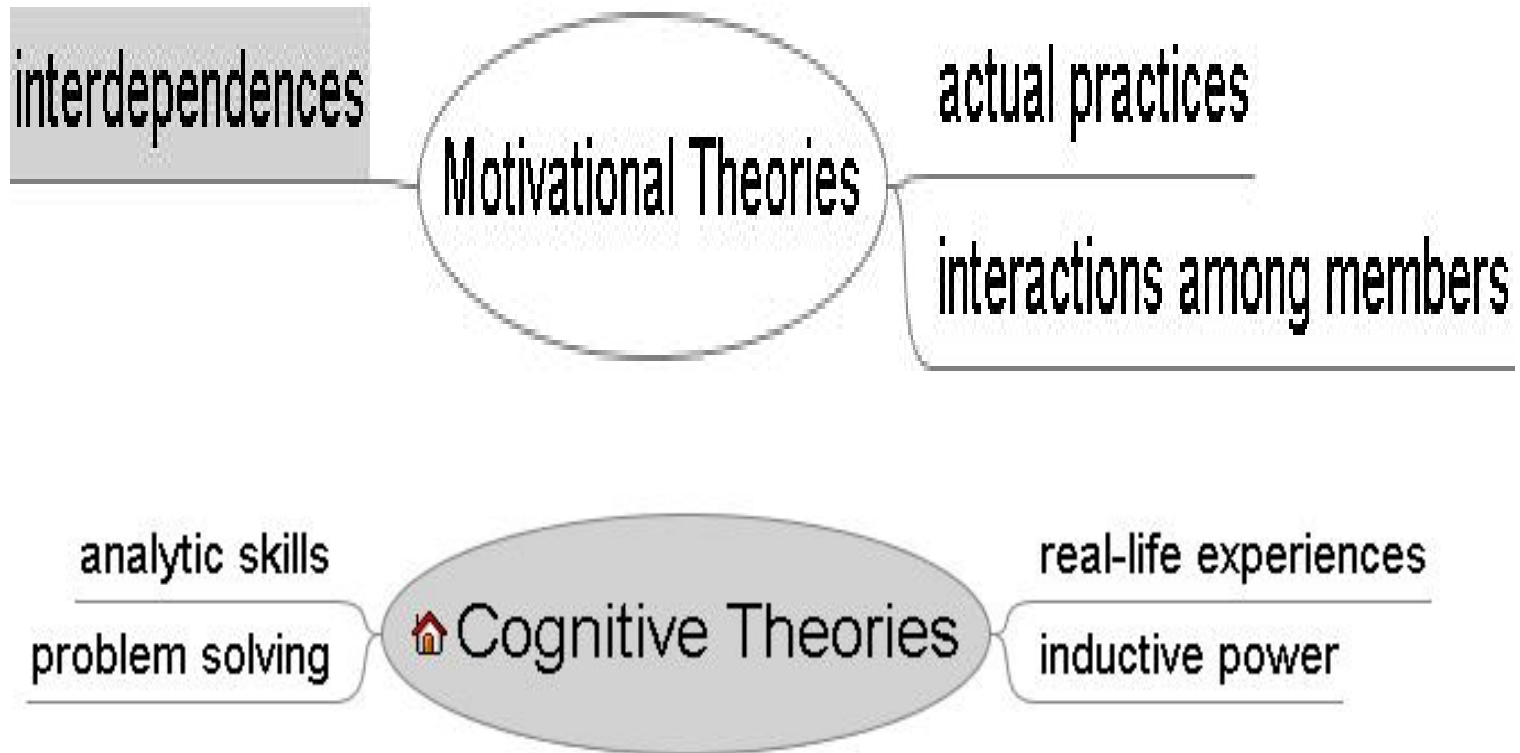 interdependences
Motivational Theories
actual practices
interactions among members
analytic skills
problem solving
Cognitive Theories
real-life experiences
inductive power